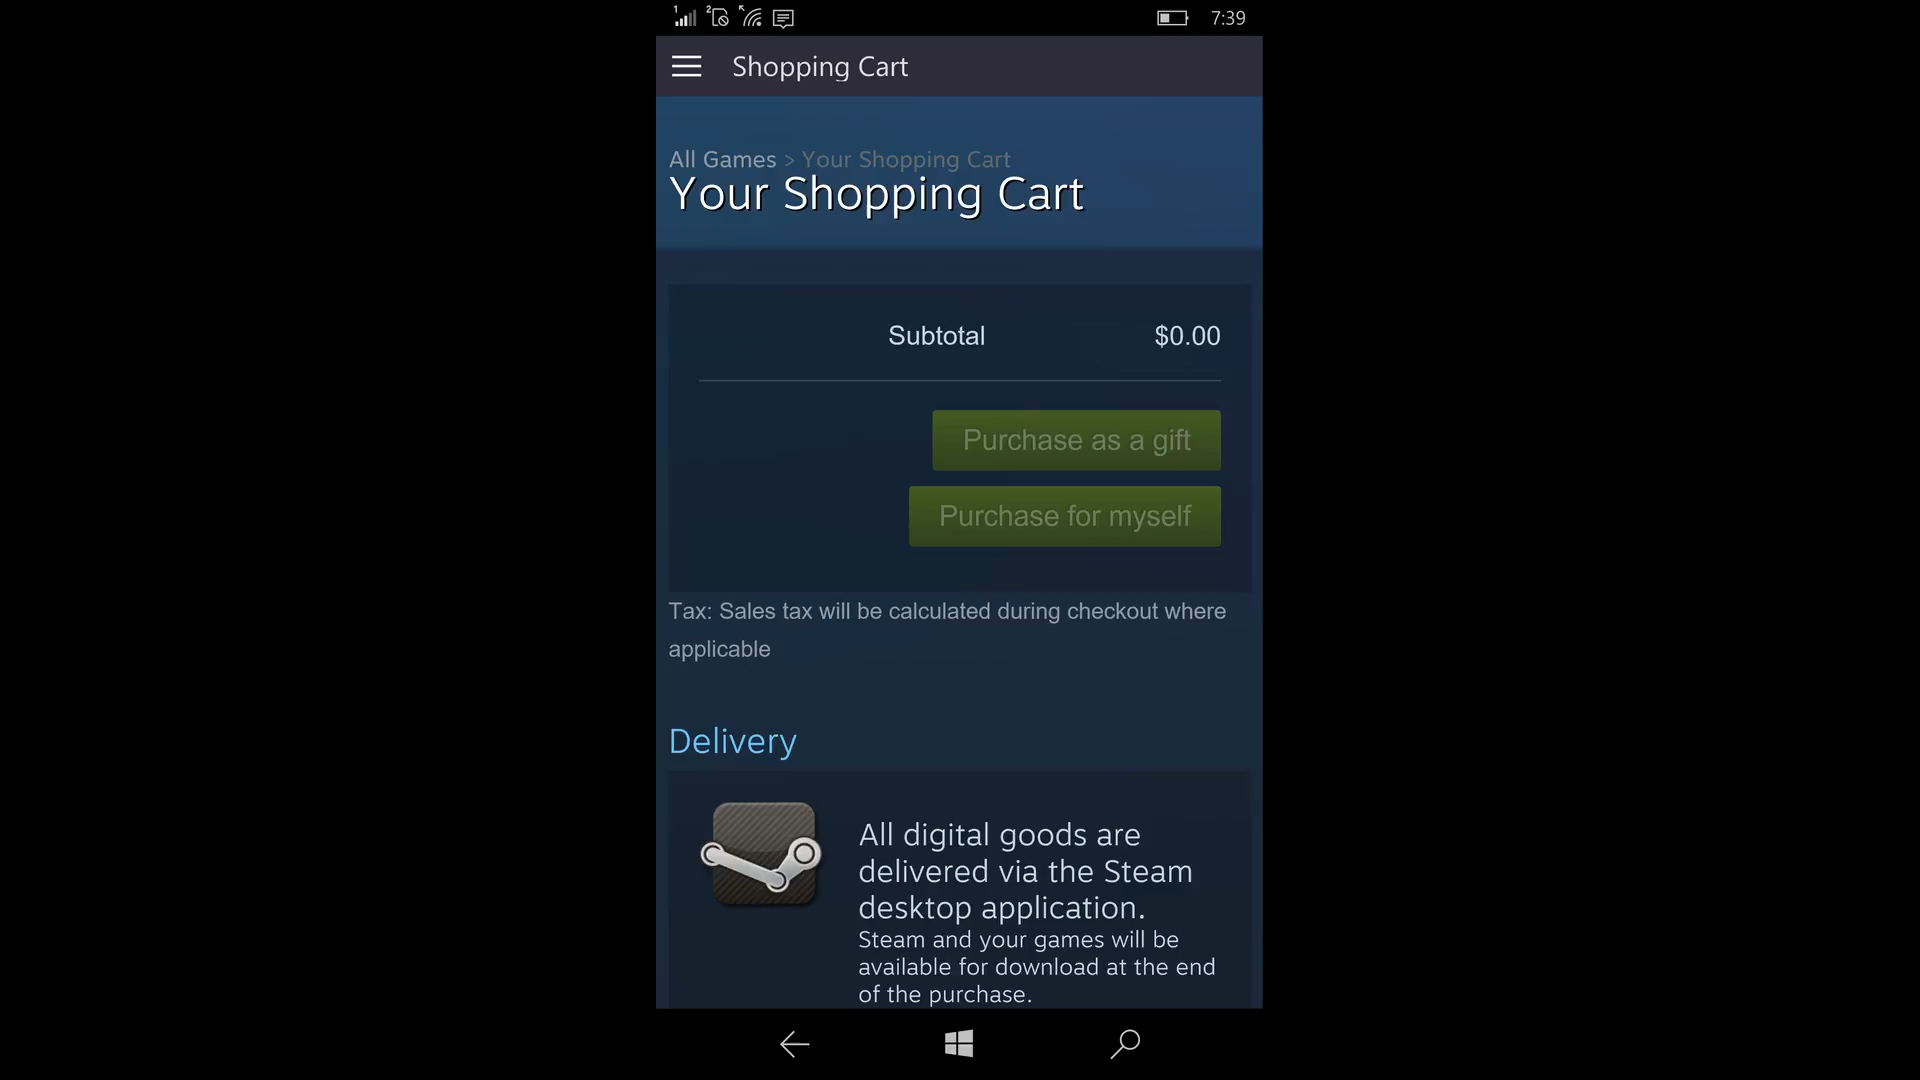 1 2 7:39
Shopping Cart
All Games > Your Shopping Cart
Your Shopping Cart
Subtotal $0.00
Purchase as a gift
Purchase for myself
Tax: Sales tax will be calculated during checkout where
applicable
Delivery
All digital goods are
delivered via the Steam
desktop application.
Steam and your games will be
available for download at the end
of the purchase.